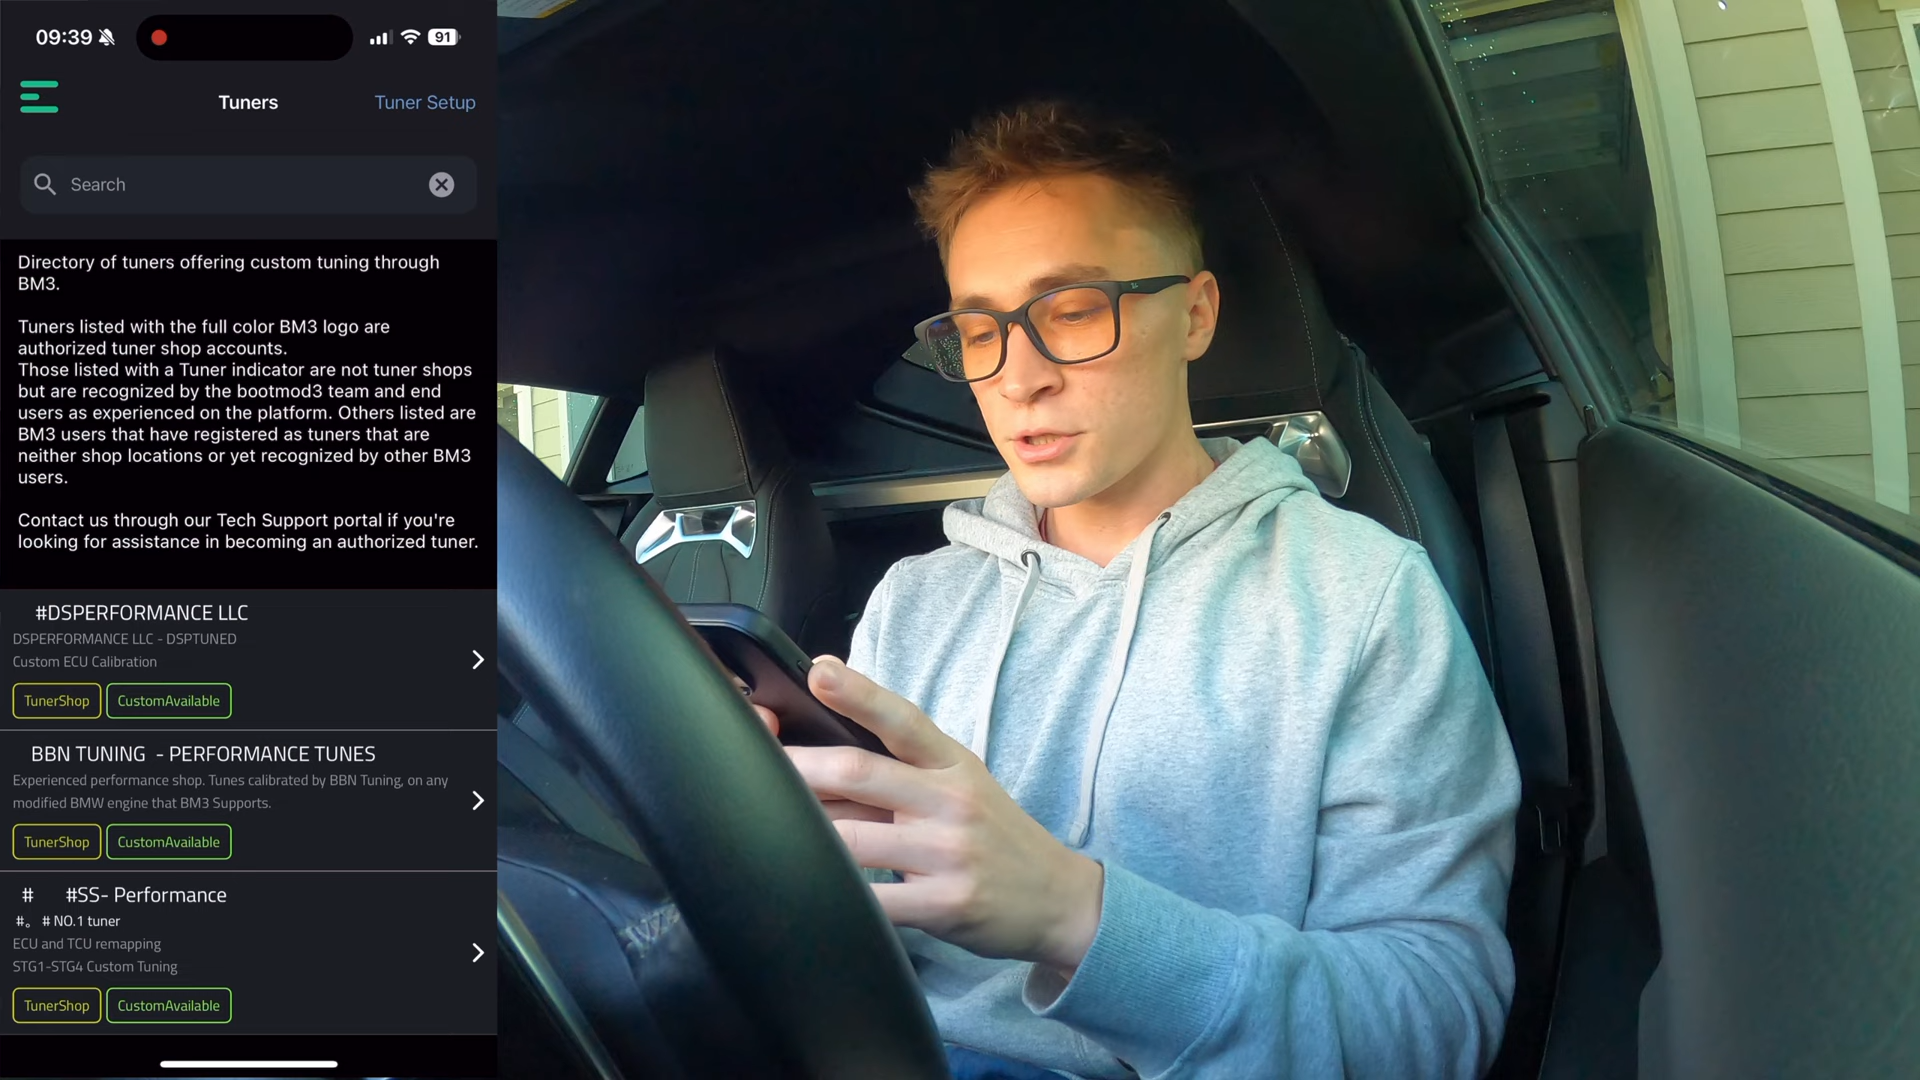 09:39
91
Tuners
Tuner Setup
Search
Directory of tuners offering custom tuning through
BM3.
Tuners listed with the full color BM3 logo are
authorized tuner shop accounts.
Those listed with a Tuner indicator are not tuner shops
but are recognized by the bootmod3 team and end
users as experienced on the platform. Others listed are
BM3 users that have registered as tuners that are
neither shop locations or yet recognized by other BM3
users.
Contact us through our Tech Support portal if you're
looking for assistance in becoming an authorized tuner.
#DSPERFORMANCE LLC
DSPERFORMANCE LLC - DSPTUNED
Custom ECU Calibration
TunerShop
CustomAvailable
BBN TUNING - PERFORMANCE TUNES
Experienced performance shop. Tunes calibrated by BBN Tuning, on any
modified BMW engine that BM3 Supports.
TunerShop
CustomAvailable
# #SS- Performance
#。 # NO.1 tuner
ECU and TCU remapping
STG1-STG4 Custom Tuning
TunerShop
CustomAvailable